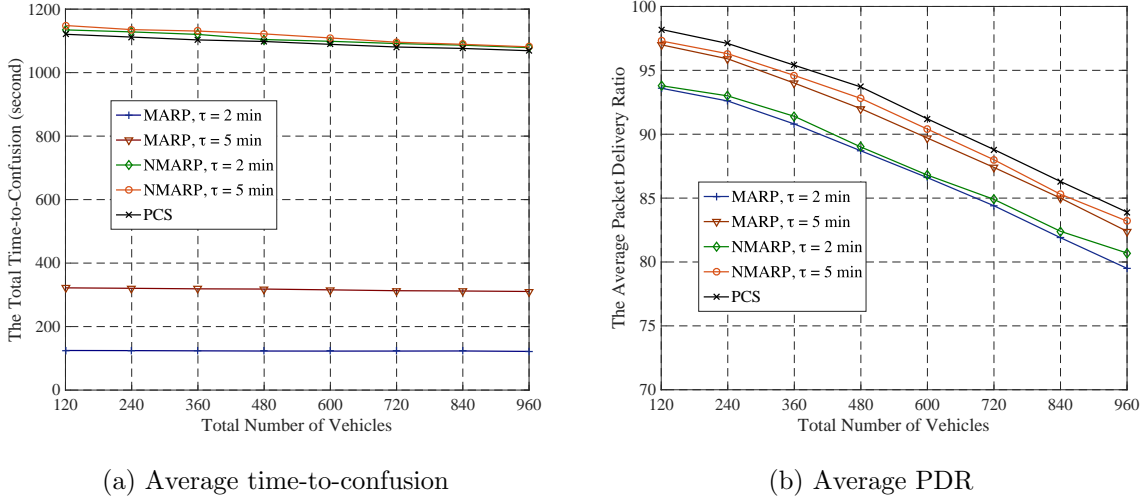 The Total Time-to-Confusion (second)
1200
1000
800
600
400
200
0
MARP, τ = 2 min
MARP, τ = 5 min
NMARP, τ = 2 min
NMARP, τ = 5 min
PCS
120 240 360 480 600 720 840 960
Total Number of Vehicles
(a) Average time-to-confusion
The Average Packet Delivery Ratio
100
95
90
85
80
75
70
MARP, τ = 2 min
MARP, τ = 5 min
NMARP, τ = 2 min
NMARP, τ = 5 min
PCS
120 240 360 480 600 720 840 960
Total Number of Vehicles
(b) Average PDR